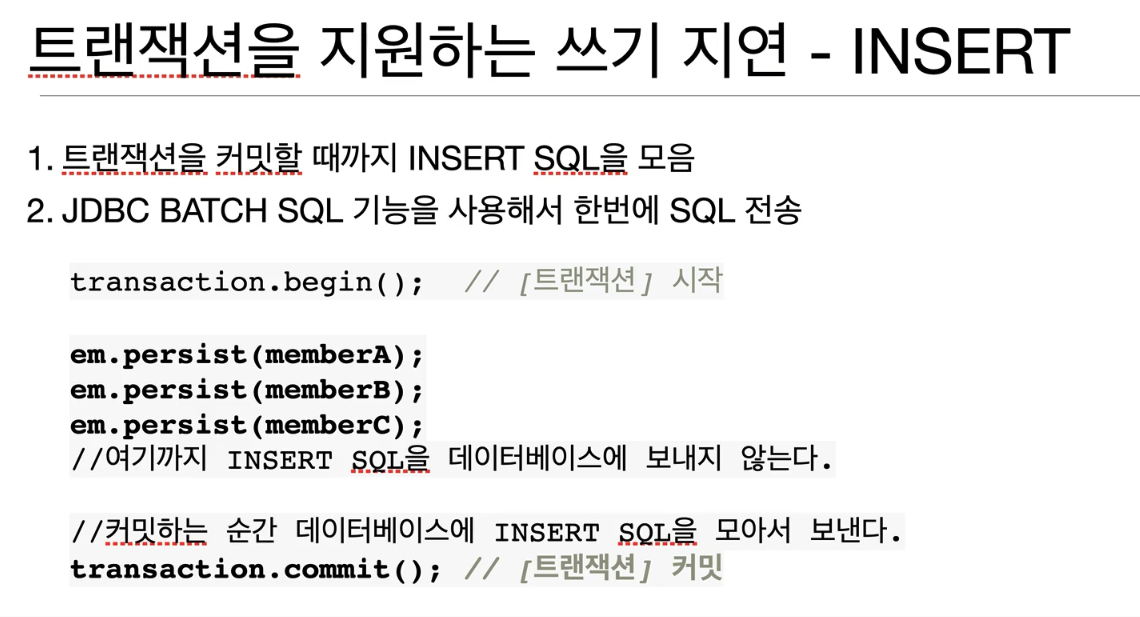 트랜잭션을 지원하는 쓰기 지연 - INSERT
1. 트랜잭션을 커밋할 때까지 INSERT SQL을 모음
2. JDBC BATCH SQL 기능을 사용해서 한번에 SQL 전송
transaction.begin();  // [트랜잭션] 시작
em.persist(memberA);
em.persist(memberB);
em.persist(memberC);
//여기까지 INSERT SQL을 데이터베이스에 보내지 않는다.
//커밋하는 순간 데이터베이스에 INSERT SQL을 모아서 보낸다.
transaction.commit(); // [트랜잭션] 커밋